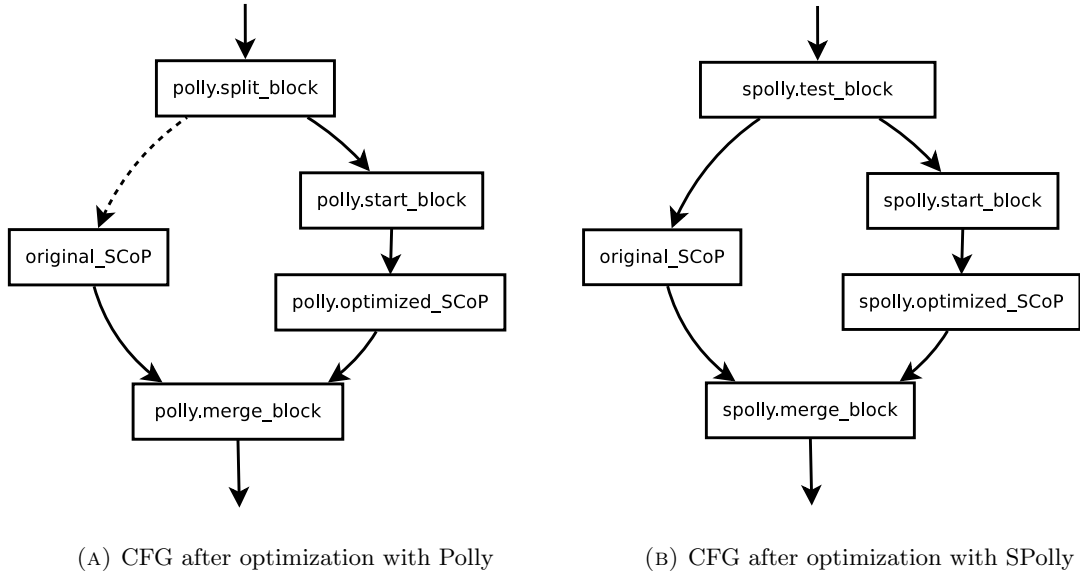 polly.split_block
polly.start_block
original_SCoP
polly.optimized_SCoP
polly.merge_block
(A) CFG after optimization with Polly
spolly.test_block
spolly.start_block
original_SCoP
spolly.optimized_SCoP
spolly.merge_block
(B) CFG after optimization with SPolly